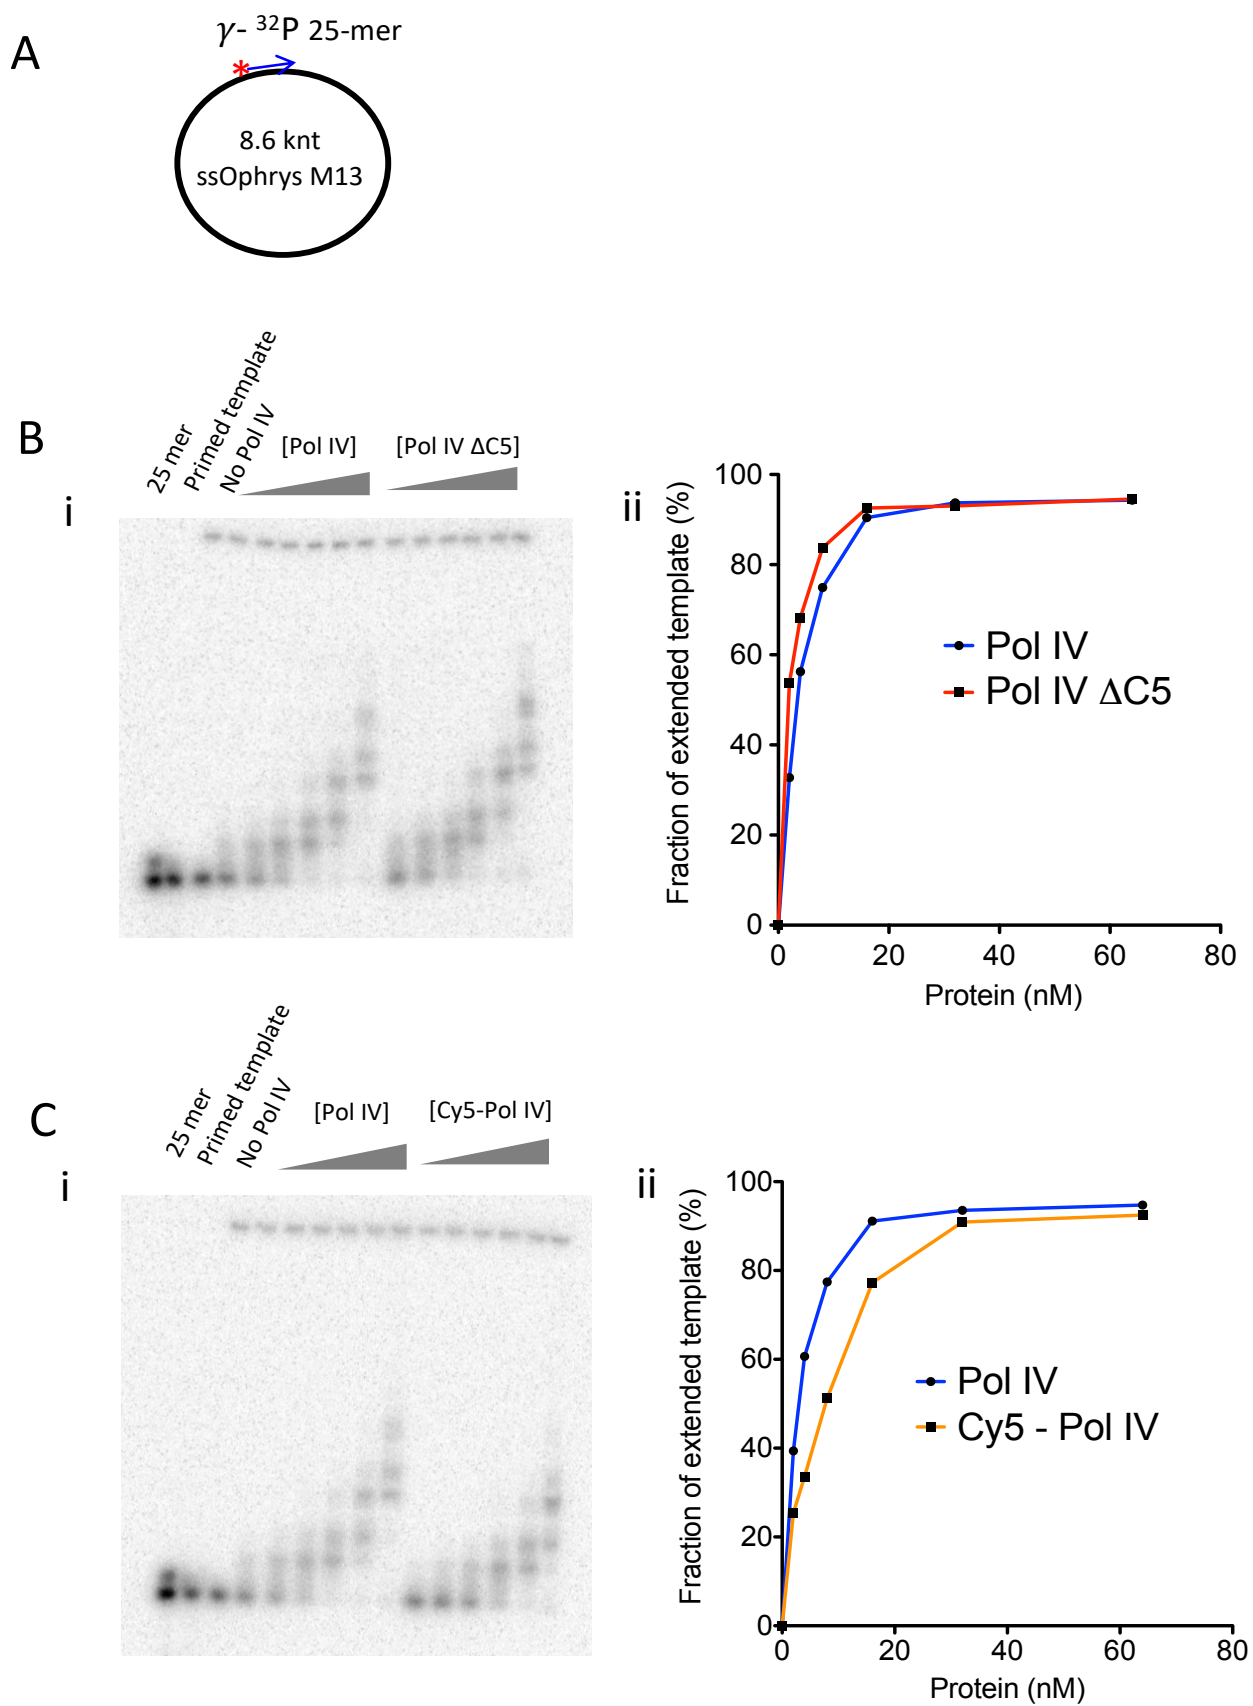 A
γ- ³²P 25-mer
8.6 knt
ssOphrys M13
B
i
25 mer
Primed template
No Pol IV
[Pol IV]
[Pol IV ΔC5]
ii
Fraction of extended template (%)
100
80
60
40
20
0
0 20 40 60 80
Protein (nM)
Pol IV
Pol IV ΔC5
C
i
25 mer
Primed template
No Pol IV
[Pol IV]
[Cy5-Pol IV]
ii
Fraction of extended template (%)
100
80
60
40
20
0
0 20 40 60 80
Protein (nM)
Pol IV
Cy5 - Pol IV